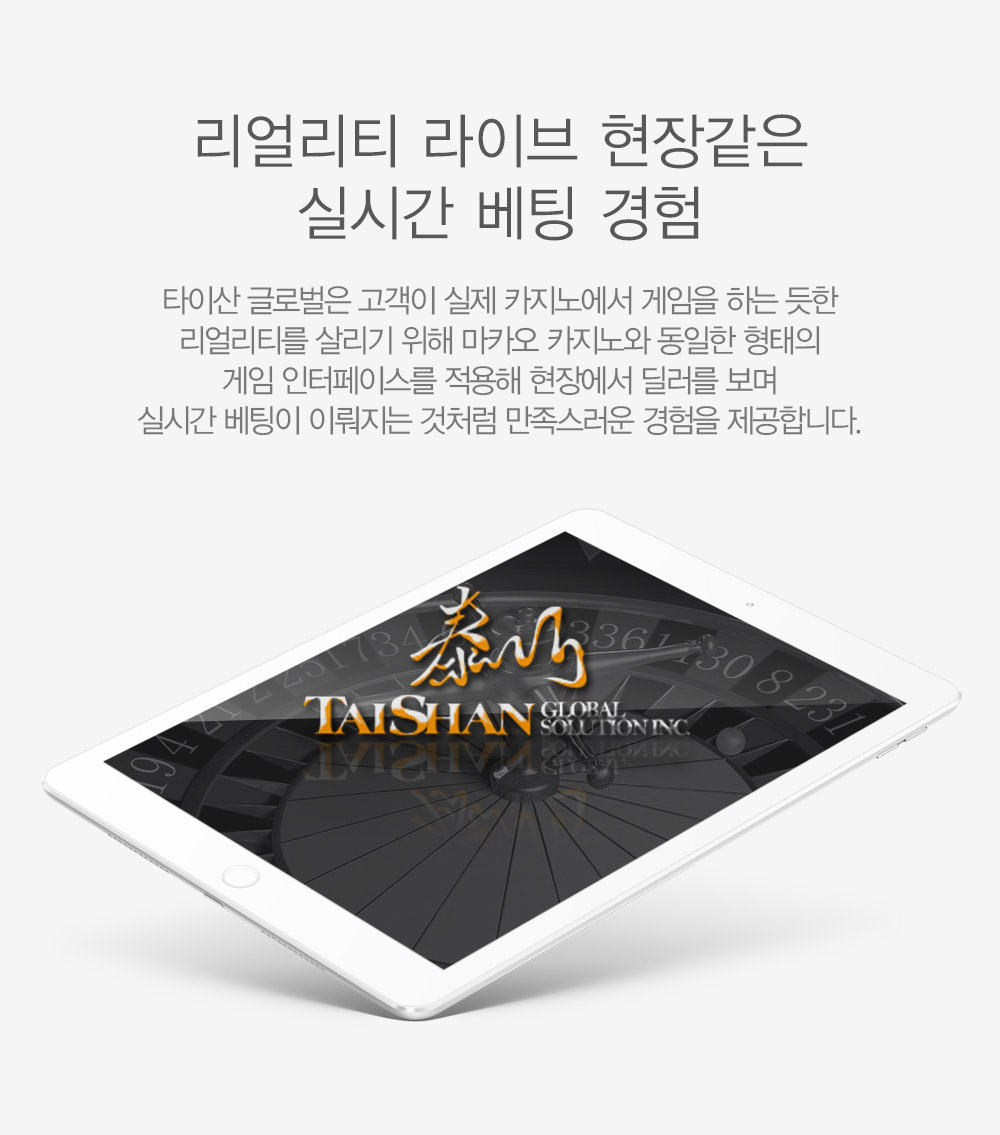 리얼리티 라이브 현장같은
실시간 베팅 경험
타이산 글로벌은 고객이 실제 카지노에서 게임을 하는 듯한
리얼리티를 살리기 위해 마카오 카지노와 동일한 형태의
게임 인터페이스를 적용해 현장에서 딜러를 보며
실시간 베팅이 이뤄지는 것처럼 만족스러운 경험을 제공합니다.
泰山
TAISHAN GLOBAL
SOLUTION INC.